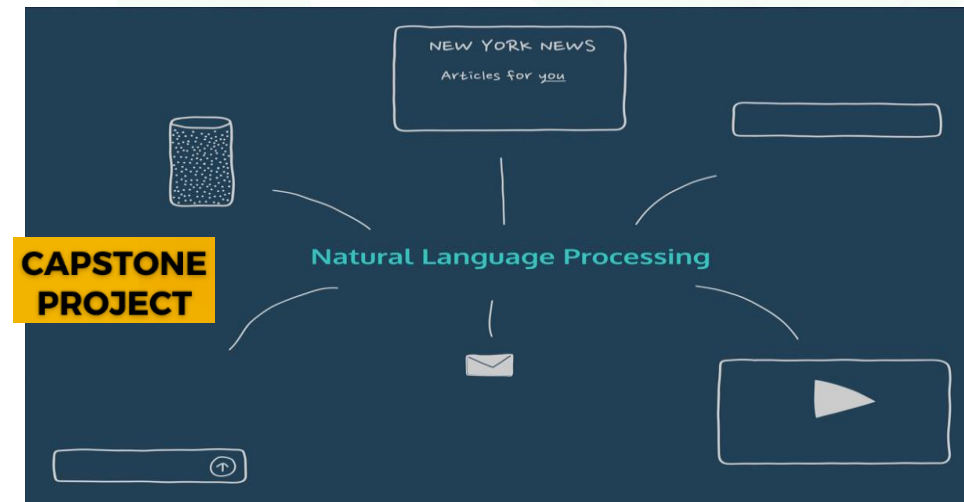 NEW YORK NEWS
Articles for you
Natural Language Processing
CAPSTONE
PROJECT